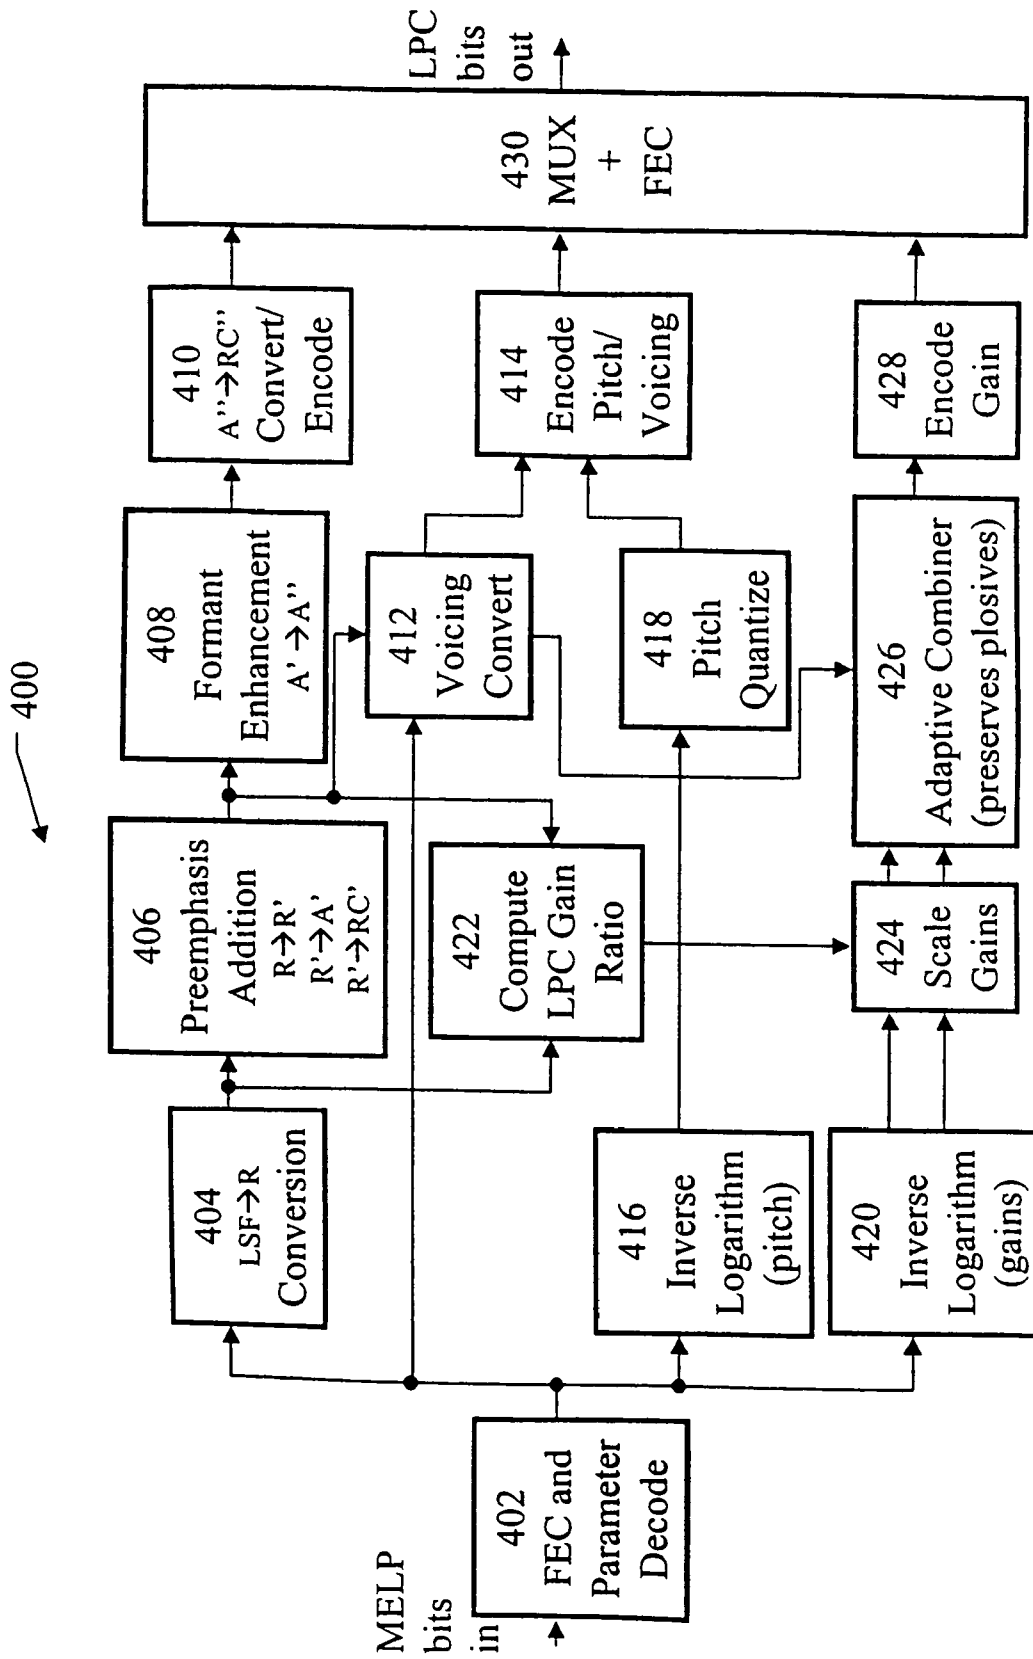 400
MELP
bits
in
402
FEC and
Parameter
Decode
404
LSF→R
Conversion
406
Preemphasis
Addition
R→R'
R'→A'
R'→RC'
408
Formant
Enhancement
A'→A''
410
A''→RC''
Convert/
Encode
412
Voicing
Convert
414
Encode
Pitch/
Voicing
416
Inverse
Logarithm
(pitch)
418
Pitch
Quantize
420
Inverse
Logarithm
(gains)
422
Compute
LPC Gain
Ratio
424
Scale
Gains
426
Adaptive Combiner
(preserves plosives)
428
Encode
Gain
430
MUX
+
FEC
LPC
bits
out